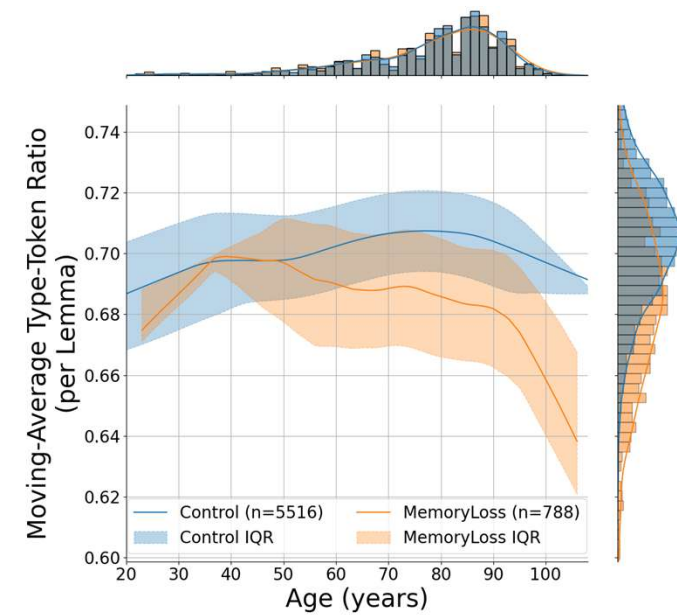 Moving-Average Type-Token Ratio
(per Lemma)
0.74
0.72
0.70
0.68
0.66
0.64
0.62
0.60
Control (n=5516)
MemoryLoss (n=788)
Control IQR
MemoryLoss IQR
20 30 40 50 60 70 80 90 100
Age (years)